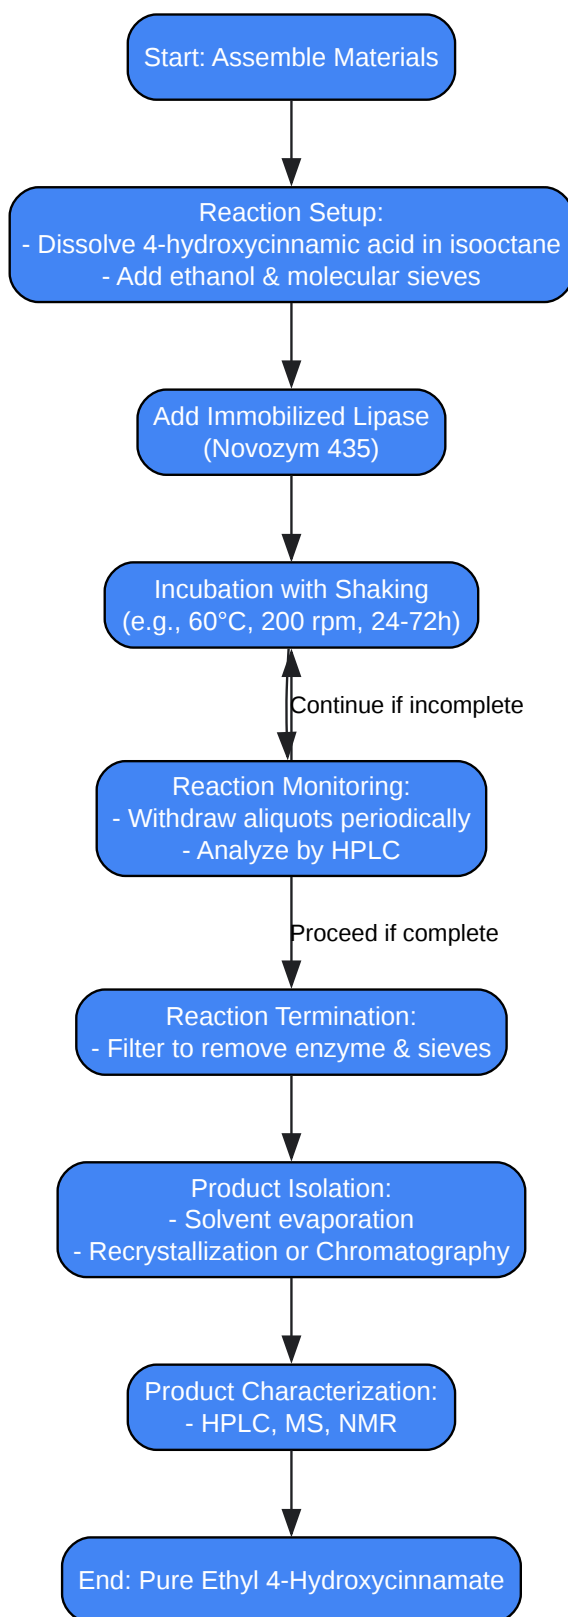 Start: Assemble Materials
Reaction Setup:
- Dissolve 4-hydroxycinnamic acid in isooctane
- Add ethanol & molecular sieves
Add Immobilized Lipase
(Novozym 435)
Incubation with Shaking
(e.g., 60°C, 200 rpm, 24-72h)
Continue if incomplete
Reaction Monitoring:
- Withdraw aliquots periodically
- Analyze by HPLC
Proceed if complete
Reaction Termination:
- Filter to remove enzyme & sieves
Product Isolation:
- Solvent evaporation
- Recrystallization or Chromatography
Product Characterization:
- HPLC, MS, NMR
End: Pure Ethyl 4-Hydroxycinnamate